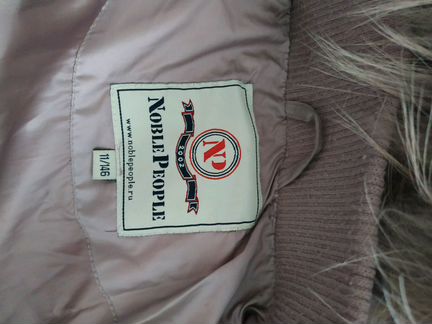 NP
2002
NOBLE PEOPLE
www.noblepeople.ru
11/146